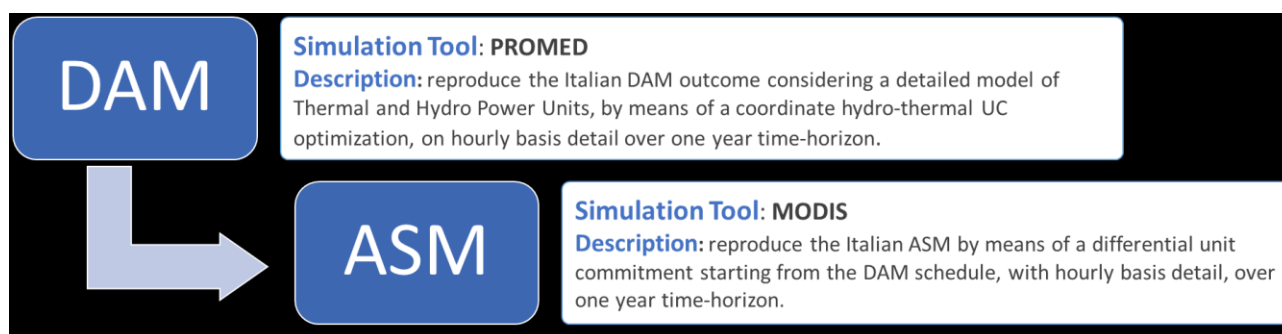 DAM
Simulation Tool: PROMED
Description: reproduce the Italian DAM outcome considering a detailed model of
Thermal and Hydro Power Units, by means of a coordinate hydro-thermal UC
optimization, on hourly basis detail over one year time-horizon.
ASM
Simulation Tool: MODIS
Description: reproduce the Italian ASM by means of a differential unit
commitment starting from the DAM schedule, with hourly basis detail, over
one year time-horizon.